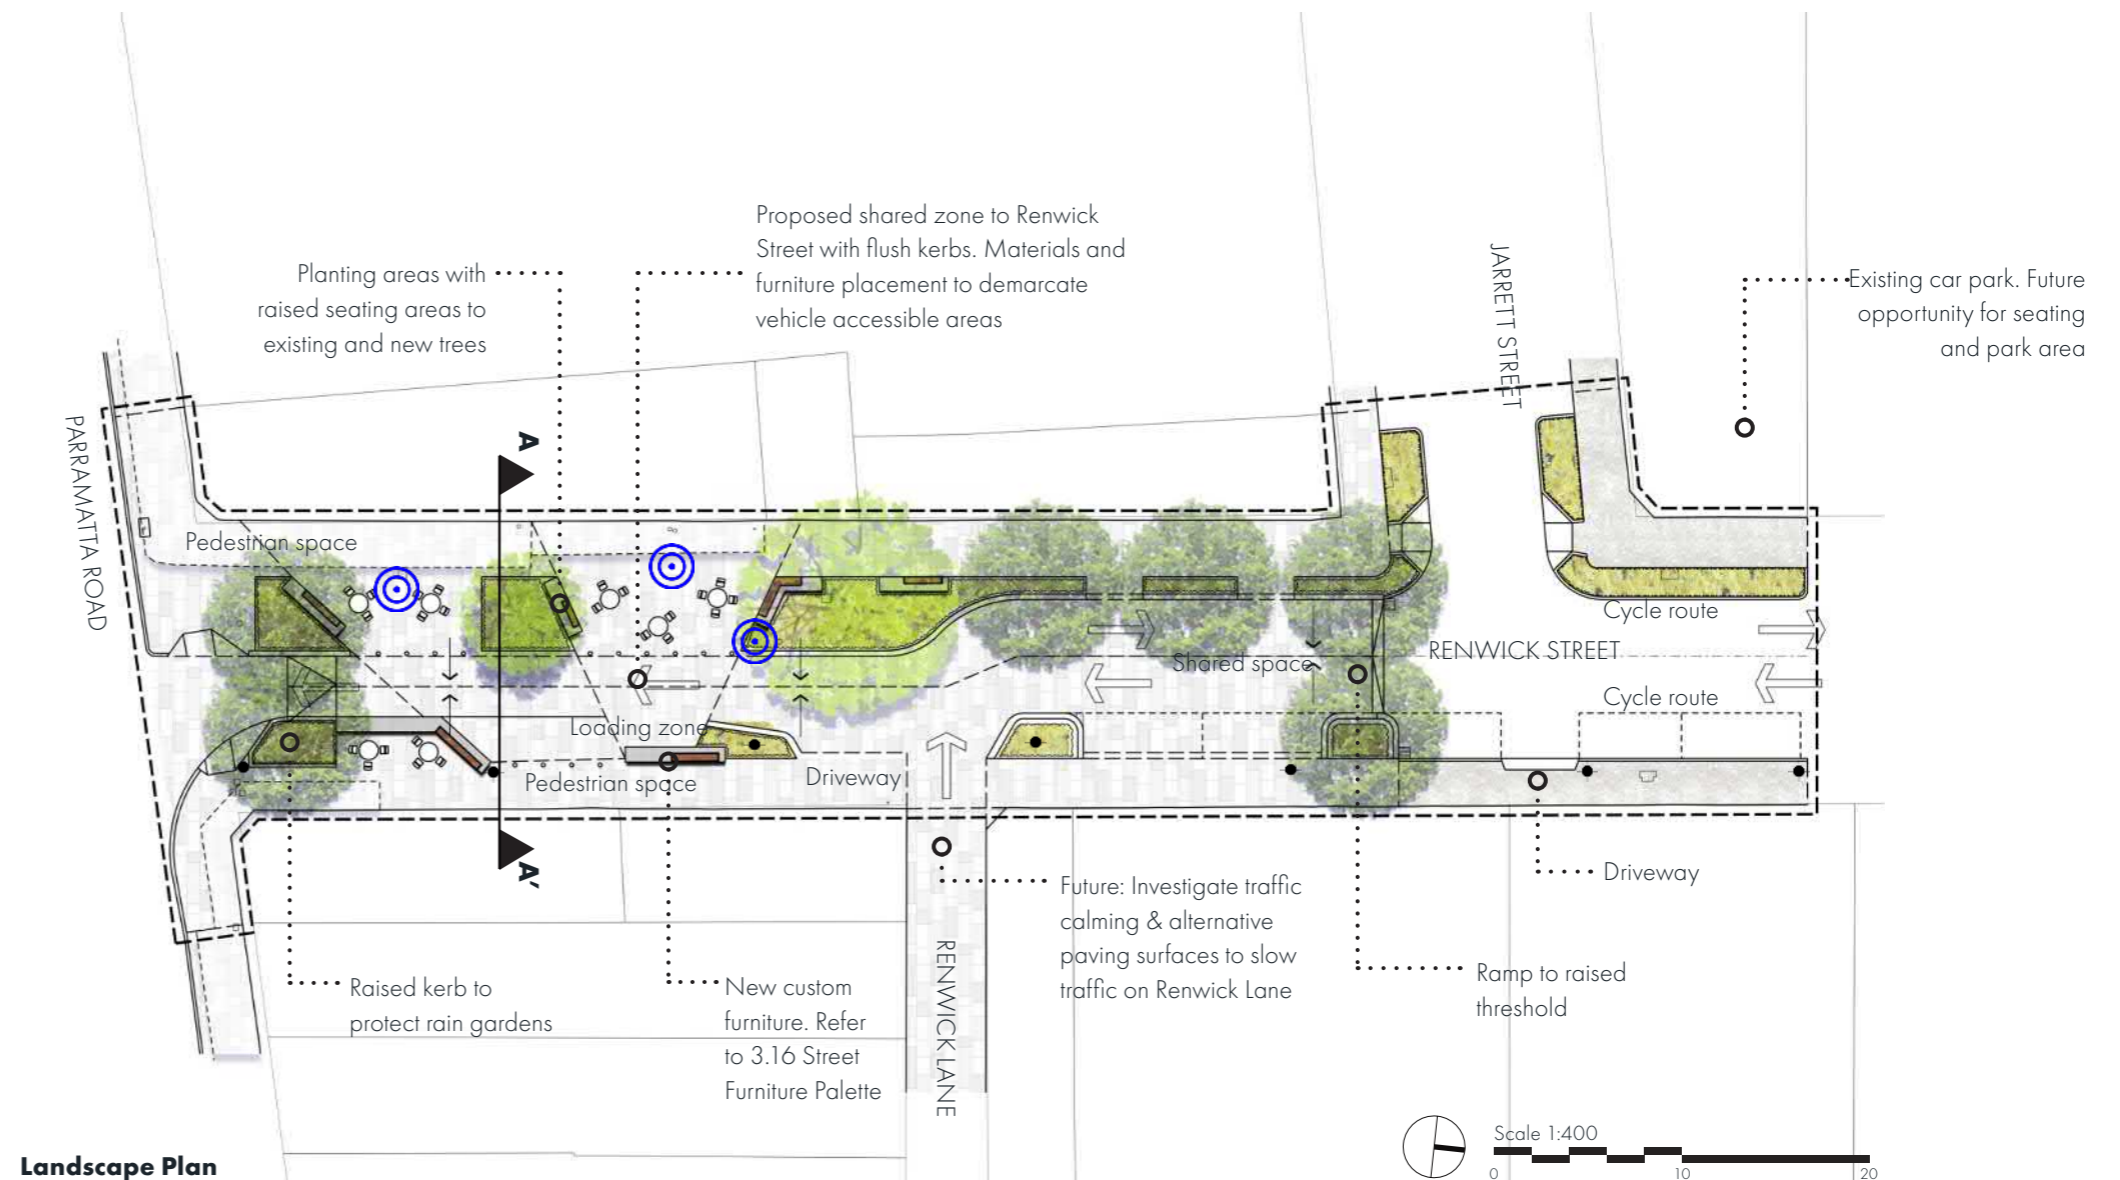 Proposed shared zone to Renwick
Street with flush kerbs. Materials and
furniture placement to demarcate
vehicle accessible areas
Planting areas with
raised seating areas to
existing and new trees
JARRETT STREET
Existing car park. Future
opportunity for seating
and park area
PARRAMATTA ROAD
A
Pedestrian space
Cycle route
RENWICK STREET
Shared space
Cycle route
Loading zone
Pedestrian space
Driveway
A'
Driveway
Future: Investigate traffic
calming & alternative
paving surfaces to slow
traffic on Renwick Lane
RENWICK LANE
Raised kerb to
protect rain gardens
New custom
furniture. Refer
to 3.16 Street
Furniture Palette
Ramp to raised
threshold
Scale 1:400
0 10 20
Landscape Plan